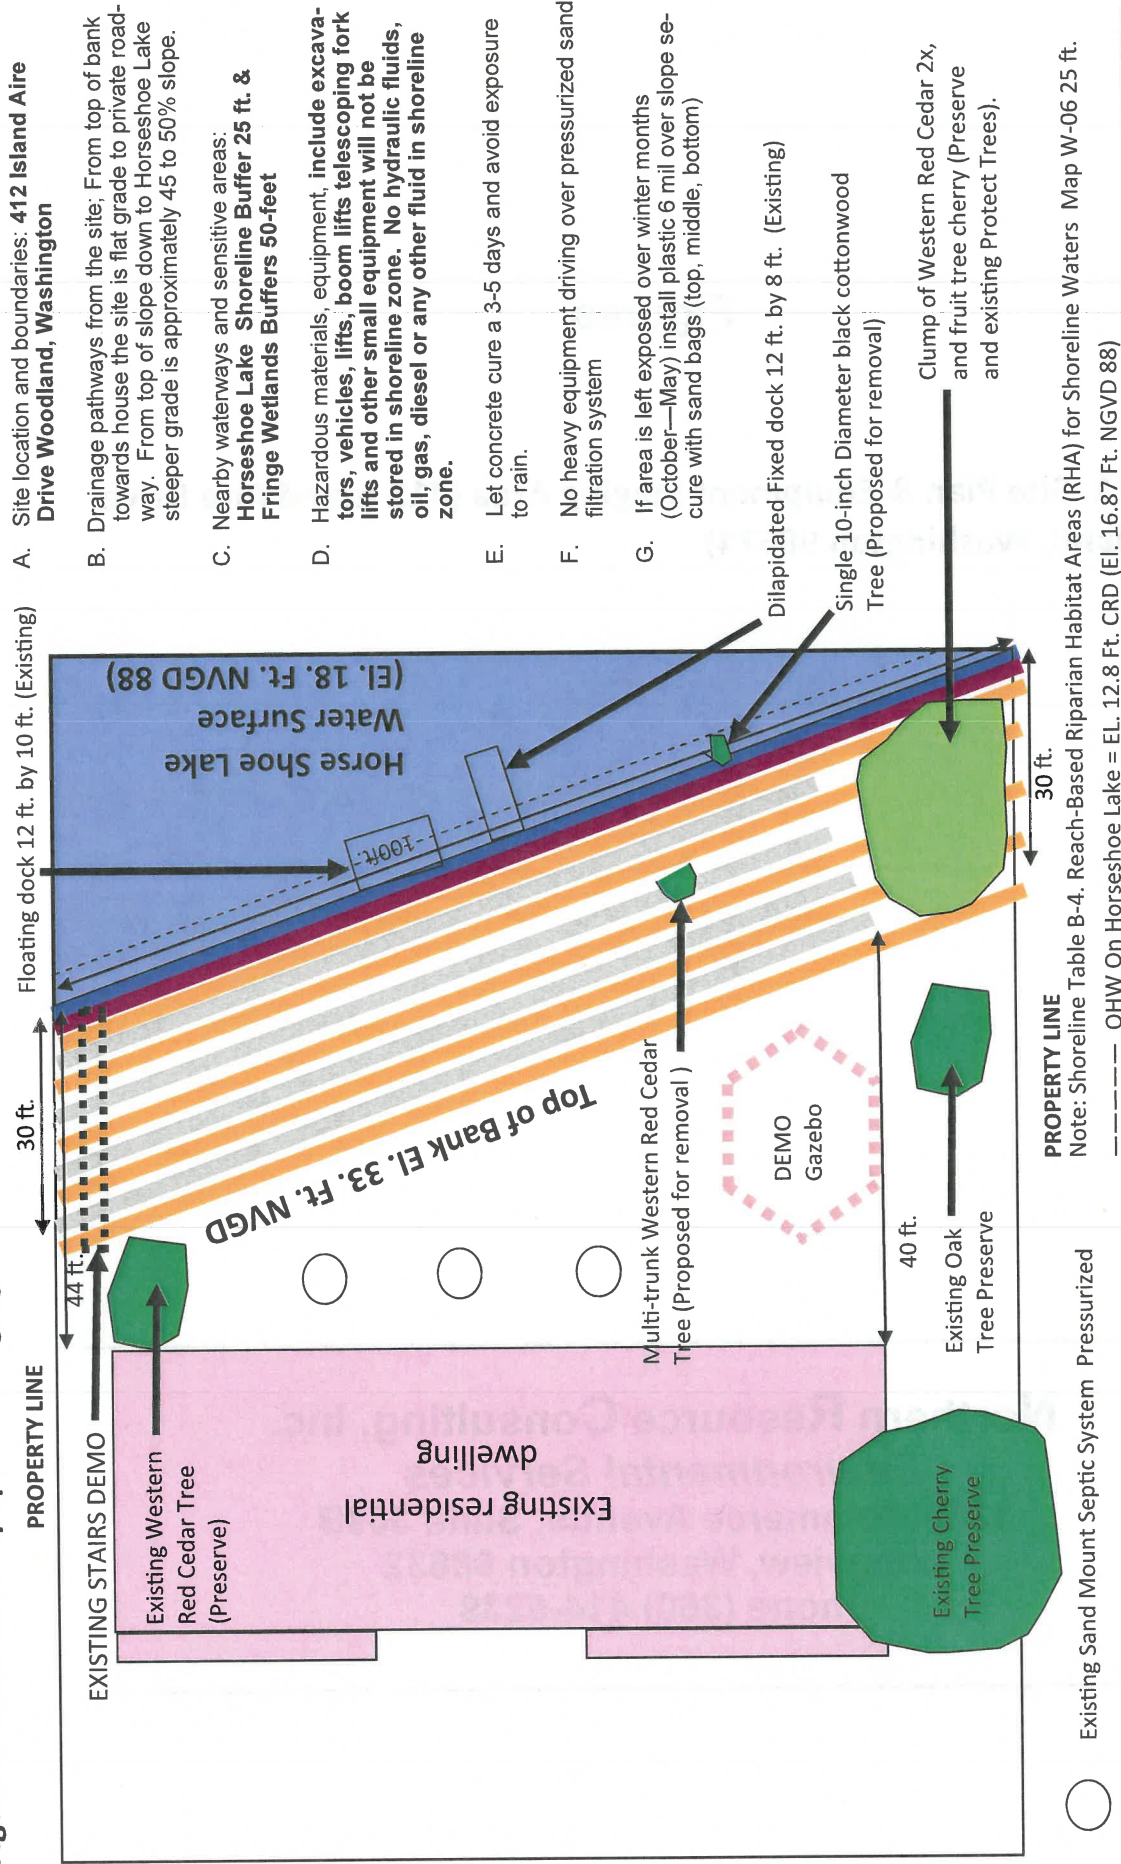 A. Site location and boundaries: 412 Island Aire
Drive Woodland, Washington
B. Drainage pathways from the site; From top of bank
towards house the site is flat grade to private road-
way. From top of slope down to Horseshoe Lake
steeper grade is approximately 45 to 50% slope.
C. Nearby waterways and sensitive areas:
Horseshoe Lake Shoreline Buffer 25 ft. &
Fringe Wetlands Buffers 50-feet
D. Hazardous materials, equipment, include excava-
tors, vehicles, lifts, boom lifts telescoping fork
lifts and other small equipment will not be
stored in shoreline zone. No hydraulic fluids,
oil, gas, diesel or any other fluid in shoreline
zone.
E. Let concrete cure a 3-5 days and avoid exposure
to train.
F. No heavy equipment driving over pressurized sand
filtration system
G. If area is left exposed over winter months
(October—May) install plastic 6 mil over slope se-
cure with sand bags (top, middle, bottom)
Dilapidated Fixed dock 12 ft. by 8 ft. (Existing)
Single 10-inch Diameter black cottonwood
Tree (Proposed for removal)
Clump of Western Red Cedar 2x,
and fruit tree cherry (Preserve
and existing Protect Trees).
Floating dock 12 ft. by 10 ft. (Existing)
Horse Shoe Lake
Water Surface
(El. 18. Ft. NVGD 88)
100ft.
30 ft.
44 ft.
PROPERTY LINE
EXISTING STAIRS DEMO
Existing Western
Red Cedar Tree
(Preserve)
Top of Bank El. 33. Ft. NVGD
Multi-trunk Western Red Cedar
Tree (Proposed for removal )
DEMO
Gazebo
Existing residential
dwelling
40 ft.
Existing Oak
Tree Preserve
Existing Cherry
Tree Preserve
30 ft.
PROPERTY LINE
Note: Shoreline Table B-4. Reach-Based Riparian Habitat Areas (RHA) for Shoreline Waters Map W-06 25 ft.
—————— OHW On Horseshoe Lake = EL. 12.8 Ft. CRD (El. 16.87 Ft. NGVD 88)
Existing Sand Mount Septic System Pressurized